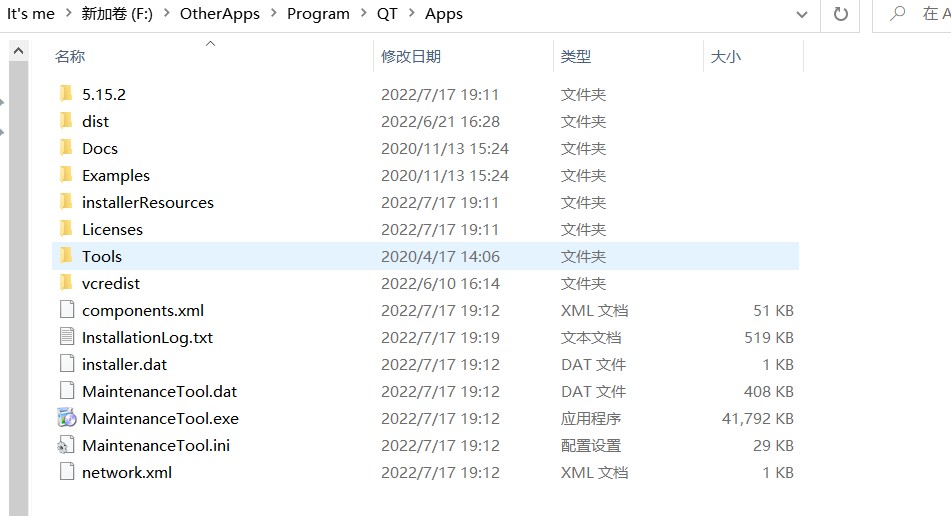 It's me > 新加卷 (F:) > OtherApps > Program > QT > Apps 在 A
名称 修改日期 类型 大小
5.15.2 2022/7/17 19:11 文件夹
dist 2022/6/21 16:28 文件夹
Docs 2020/11/13 15:24 文件夹
Examples 2020/11/13 15:24 文件夹
installerResources 2022/7/17 19:11 文件夹
Licenses 2022/7/17 19:11 文件夹
Tools 2020/4/17 14:06 文件夹
vcredist 2022/6/10 16:14 文件夹
components.xml 2022/7/17 19:12 XML 文档 51 KB
InstallationLog.txt 2022/7/17 19:19 文本文档 519 KB
installer.dat 2022/7/17 19:12 DAT 文件 1 KB
MaintenanceTool.dat 2022/7/17 19:12 DAT 文件 408 KB
MaintenanceTool.exe 2022/7/17 19:12 应用程序 41,792 KB
MaintenanceTool.ini 2022/7/17 19:12 配置设置 29 KB
network.xml 2022/7/17 19:12 XML 文档 1 KB